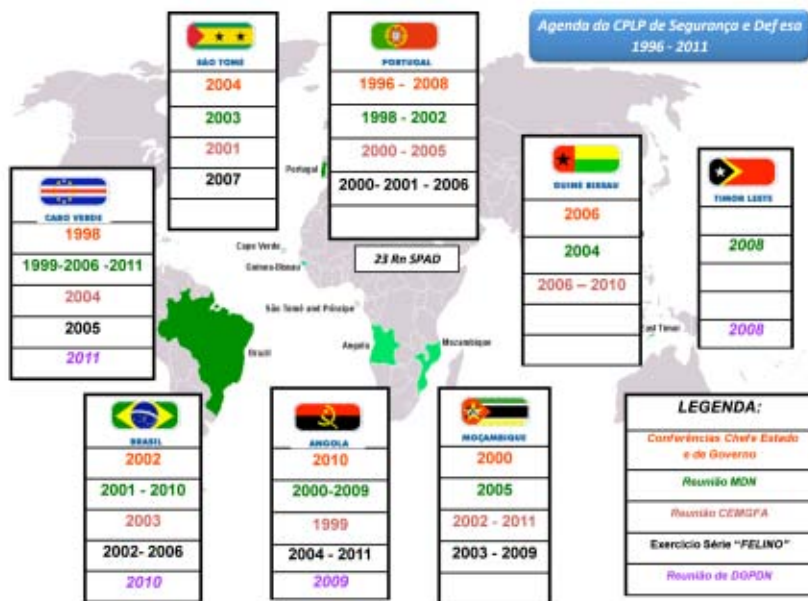 Agenda da CPLP de Segurança e Defesa
1996 - 2011
SÃO TOMÉ
2004
2003
2001
2007
PORTUGAL
1996 - 2008
1998 - 2002
2000 - 2005
2000- 2001 - 2006
Portugal
GUINÉ BISSAU
2006
2004
2006 – 2010
TIMOR LESTE
2008
2008
CABO VERDE
1998
1999-2006 -2011
2004
2005
2011
Cape Verde
Guinea-Bissau
23 Rn SPAD
São Tomé and Príncipe
East Timor
Angola
Mozambique
Brazil
BRASIL
2002
2001 - 2010
2003
2002- 2006
2010
ANGOLA
2010
2000-2009
1999
2004 - 2011
2009
MOÇAMBIQUE
2000
2005
2002 - 2011
2003 - 2009
LEGENDA:
Conferências Chefe Estado
e de Governo
Reunião MDN
Reunião CEMGFA
Exercício Série “FELINO”
Reunião de DGPDN